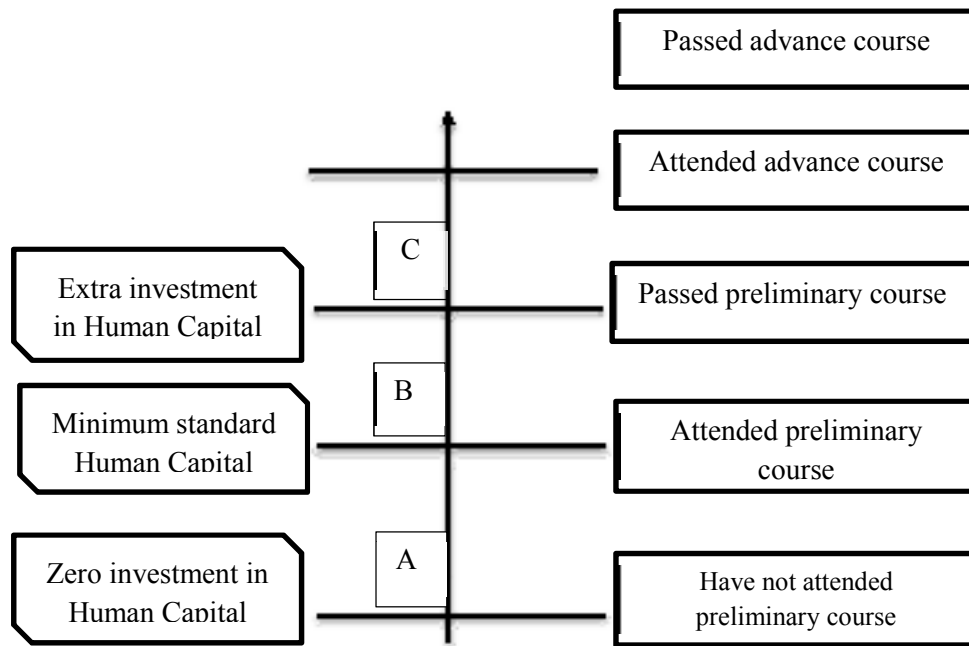 Passed advance course
Attended advance course
C
Extra investment
in Human Capital
Passed preliminary course
B
Minimum standard
Human Capital
Attended preliminary
course
A
Zero investment in
Human Capital
Have not attended
preliminary course